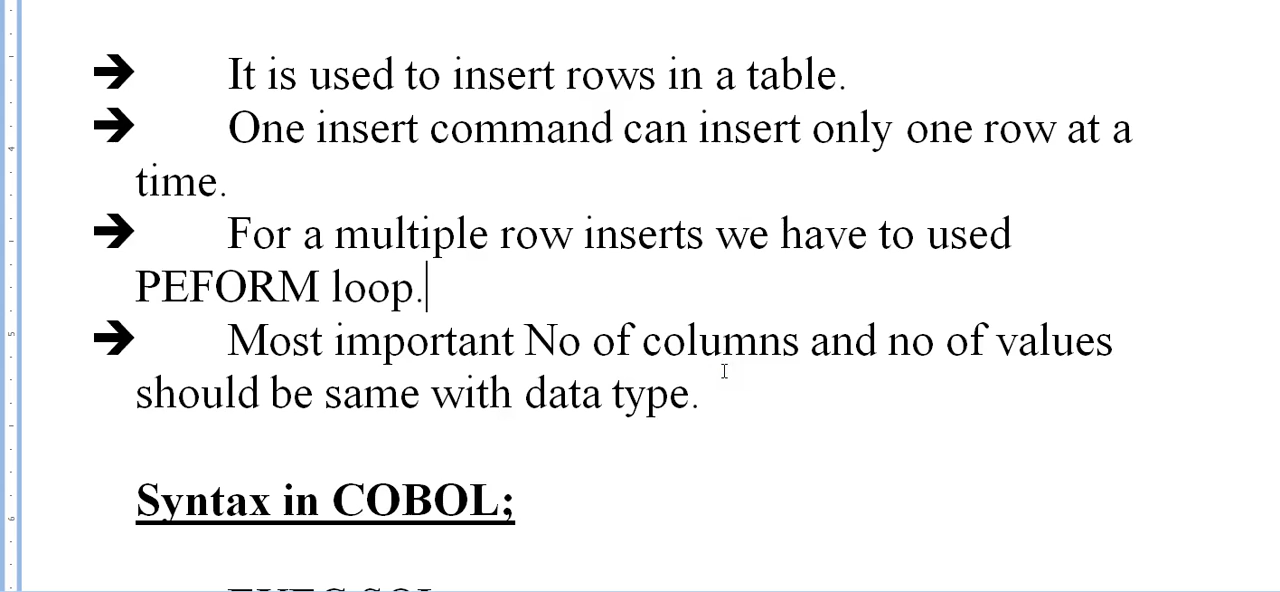 ➔ It is used to insert rows in a table.
➔ One insert command can insert only one row at a
time.
➔ For a multiple row inserts we have to used
PEFORM loop.
➔ Most important No of columns and no of values
should be same with data type.
Syntax in COBOL;